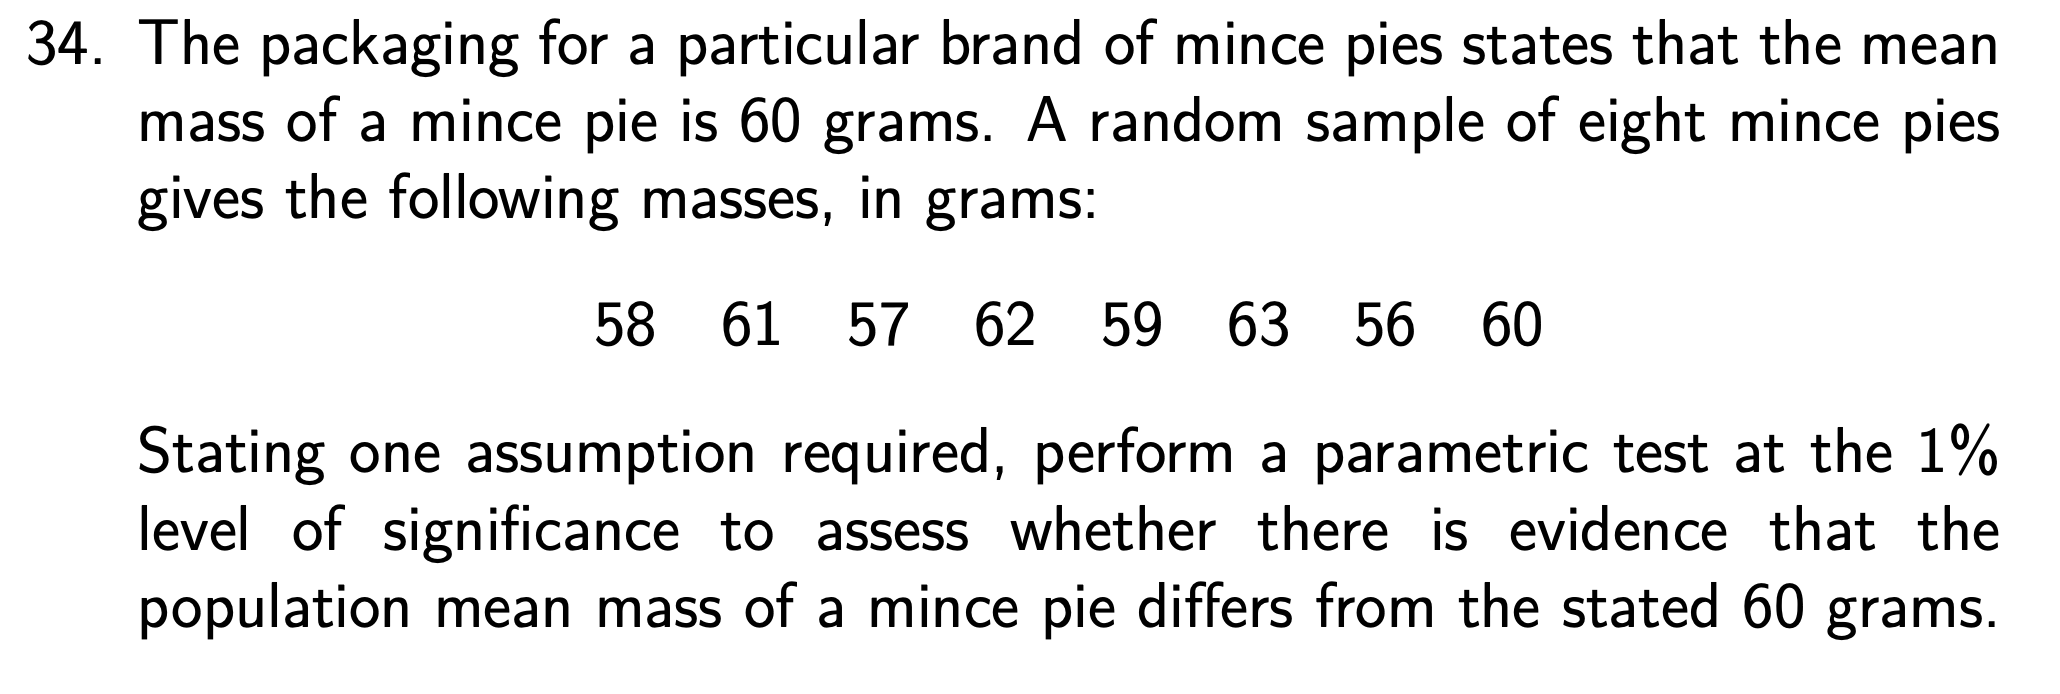 34. The packaging for a particular brand of mince pies states that the mean
mass of a mince pie is 60 grams. A random sample of eight mince pies
gives the following masses, in grams:
58 61 57 62 59 63 56 60
Stating one assumption required, perform a parametric test at the 1%
level of significance to assess whether there is evidence that the
population mean mass of a mince pie differs from the stated 60 grams.